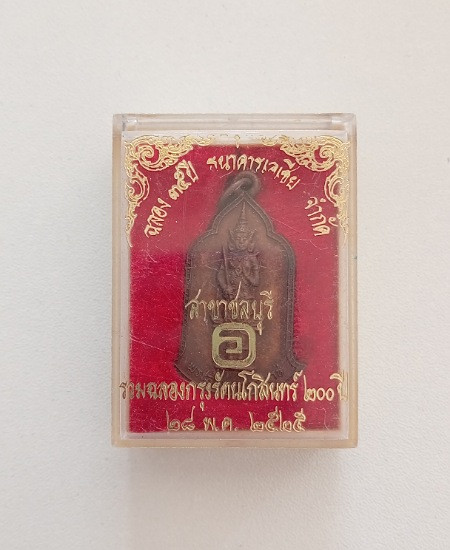 ฉลอง ๓๕ ปี ธนาคารเอเซีย จำกัด
สาขาชลบุรี
อ
รวมฉลองกรุงรัตนโกสินทร์ ๒๐๐ ปี
๒๘ พ.ค. ๒๕๒๕